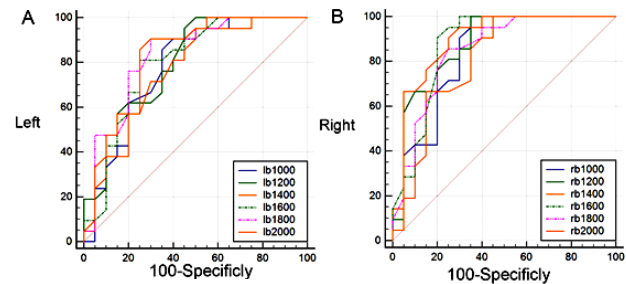 A
B
100
80
60
40
20
0
Left
lb1000
lb1200
lb1400
lb1600
lb1800
lb2000
0 20 40 60 80 100
100-Specificly
100
80
60
40
20
0
Right
rb1000
rb1200
rb1400
rb1600
rb1800
rb2000
0 20 40 60 80 100
100-Specificly